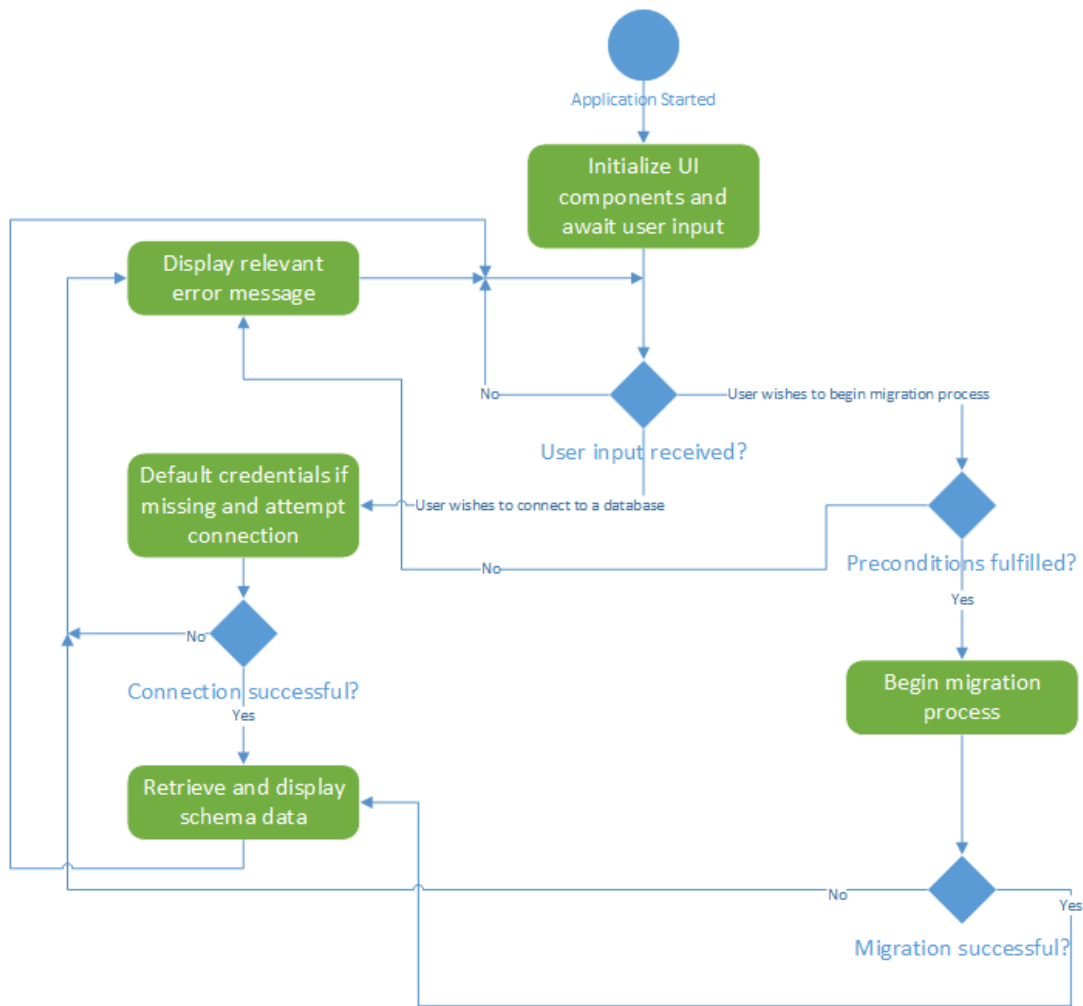 Application Started
Initialize UI
components and
await user input
Display relevant
error message
No
User wishes to begin migration process
User input received?
Default credentials if
missing and attempt
connection
User wishes to connect to a database
No
Preconditions fulfilled?
Yes
No
Connection successful?
Yes
Begin migration
process
Retrieve and display
schema data
No
Yes
Migration successful?